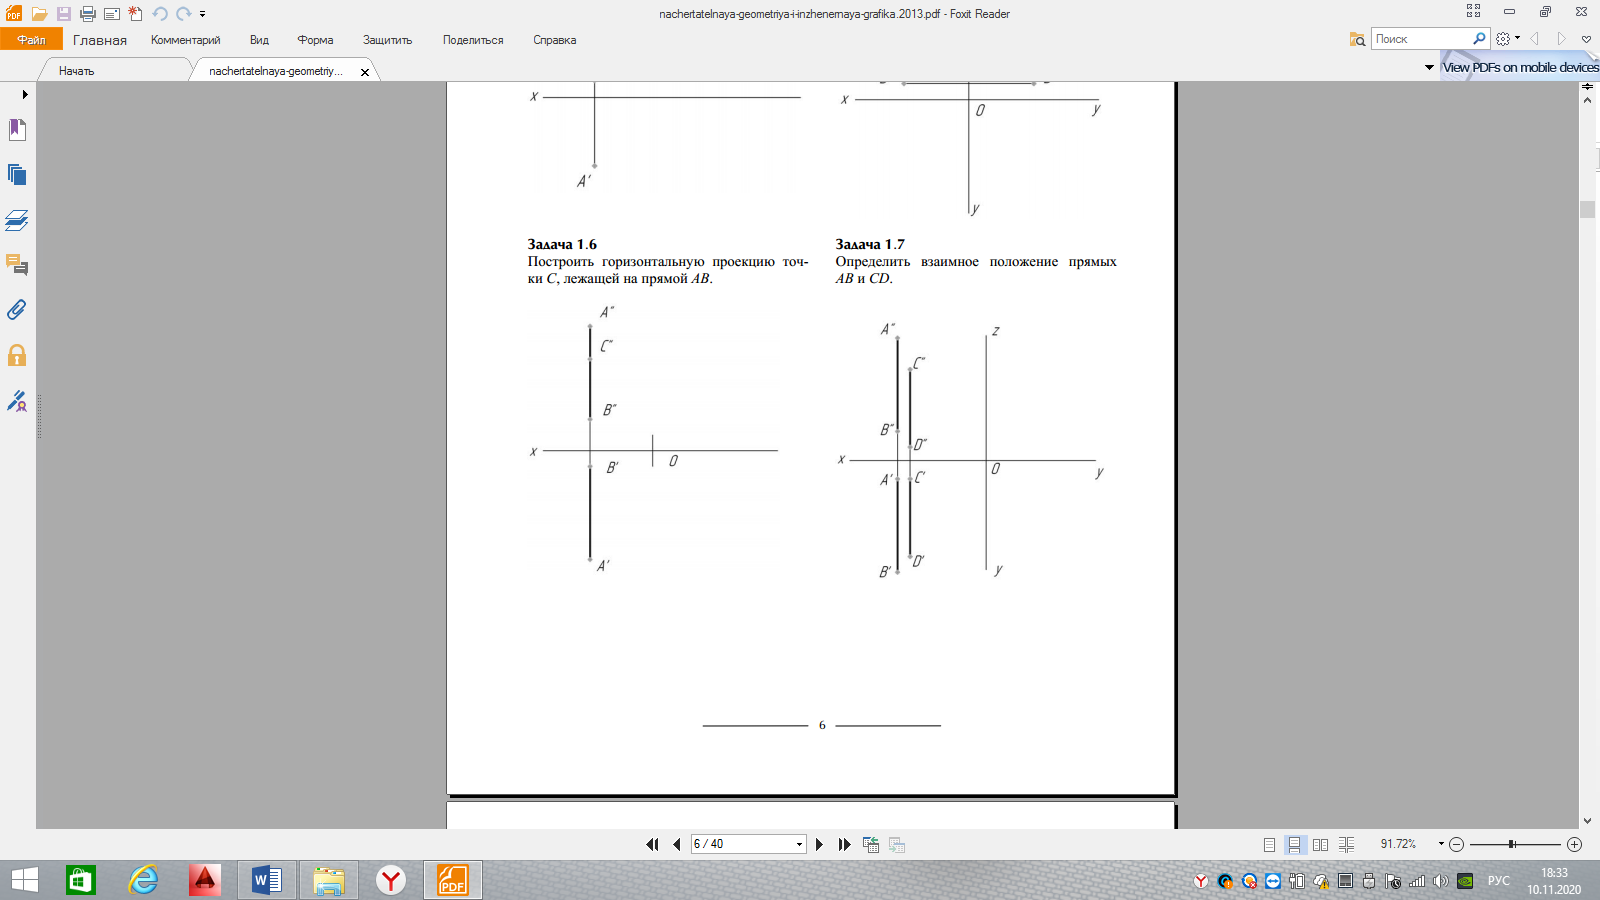 nachertatelnaya-geometriya-i-inzhenernaya-grafika.2013.pdf - Foxit Reader
Файл Главная Комментарий Вид Форма Защитить Поделиться Справка Поиск
Начать nachertatelnaya-geometriy... View PDFs on mobile devices
x
A'
x O y
y
Задача 1.6
Построить горизонтальную проекцию точ-
ки C, лежащей на прямой AB.
A"
C"
B"
x O
B'
A'
Задача 1.7
Определить взаимное положение прямых
AB и CD.
A" z
C"
B"
D"
x O y
A' C'
D'
B' y
6
6 / 40 91.72%
РУС 18:33
10.11.2020